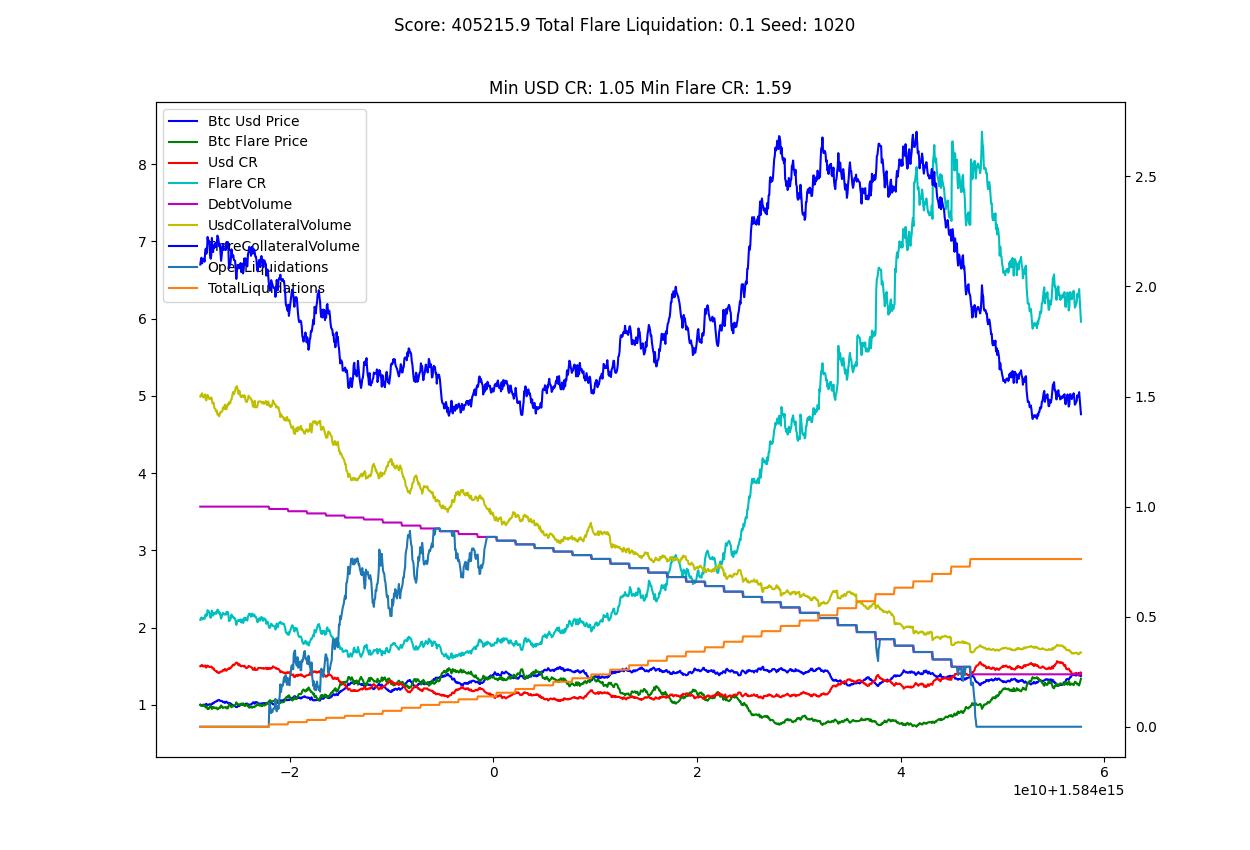 Score: 405215.9 Total Flare Liquidation: 0.1 Seed: 1020
Min USD CR: 1.05 Min Flare CR: 1.59
Btc Usd Price
Btc Flare Price
Usd CR
Flare CR
DebtVolume
UsdCollateralVolume
FlareCollateralVolume
OpenLiquidations
TotalLiquidations
8
7
6
5
4
3
2
1
2.5
2.0
1.5
1.0
0.5
0.0
−2 0 2 4 6
1e10+1.584e15